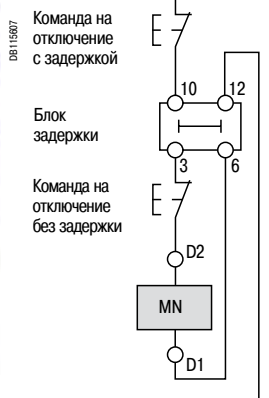 DB115607
Команда на
отключение
с задержкой
10
12
Блок
задержки
3
6
Команда на
отключение
без задержки
D2
MN
D1